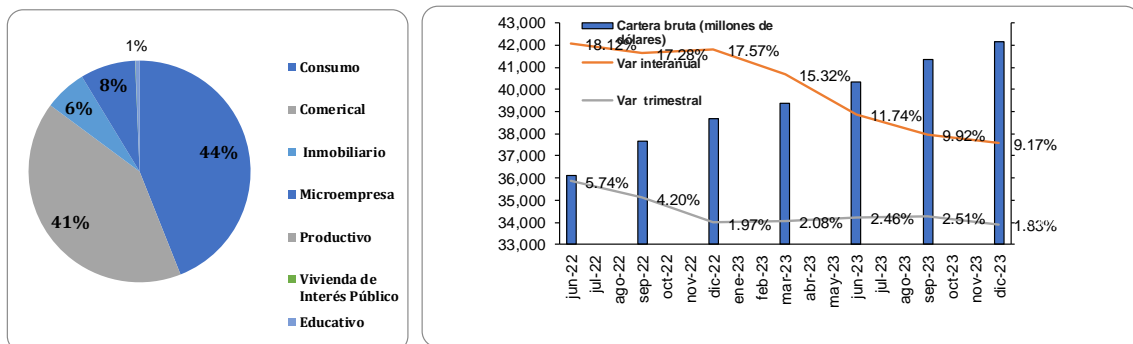 1%
8%
6%
44%
41%
Consumo
Comerical
Inmobiliario
Microempresa
Productivo
Vivienda de
Interés Público
Educativo
43,000
42,000
41,000
40,000
39,000
38,000
37,000
36,000
35,000
34,000
33,000
Cartera bruta (millones de
dólares)
Var interanual
Var trimestral
18.12%
17.28%
17.57%
15.32%
11.74%
9.92%
9.17%
5.74%
4.20%
1.97%
2.08%
2.46%
2.51%
1.83%
jun-22
jul-22
ago-22
sep-22
oct-22
nov-22
dic-22
ene-23
feb-23
mar-23
abr-23
may-23
jun-23
jul-23
ago-23
sep-23
oct-23
nov-23
dic-23